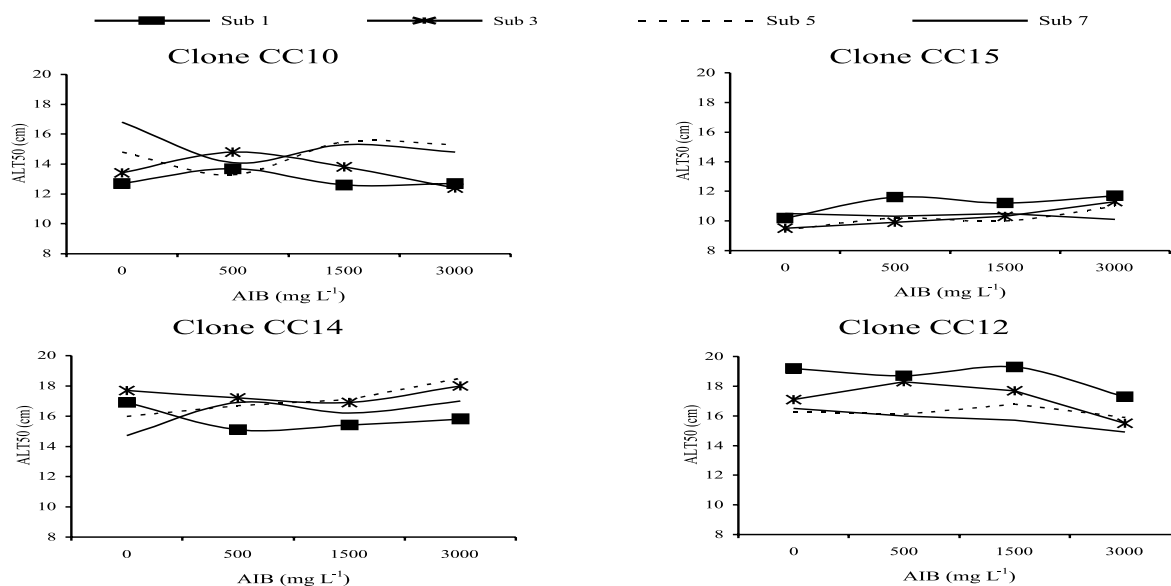 Sub 1 Sub 3 Sub 5 Sub 7
Clone CC10
20
18
16
14
12
10
8
ALT50 (cm)
0 500 1500 3000
AIB (mg L⁻¹)
Clone CC15
20
18
16
14
12
10
8
ALT50 (cm)
0 500 1500 3000
AIB (mg L⁻¹)
Clone CC14
20
18
16
14
12
10
8
ALT50 (cm)
0 500 1500 3000
AIB (mg L⁻¹)
Clone CC12
20
18
16
14
12
10
8
ALT50 (cm)
0 500 1500 3000
AIB (mg L⁻¹)